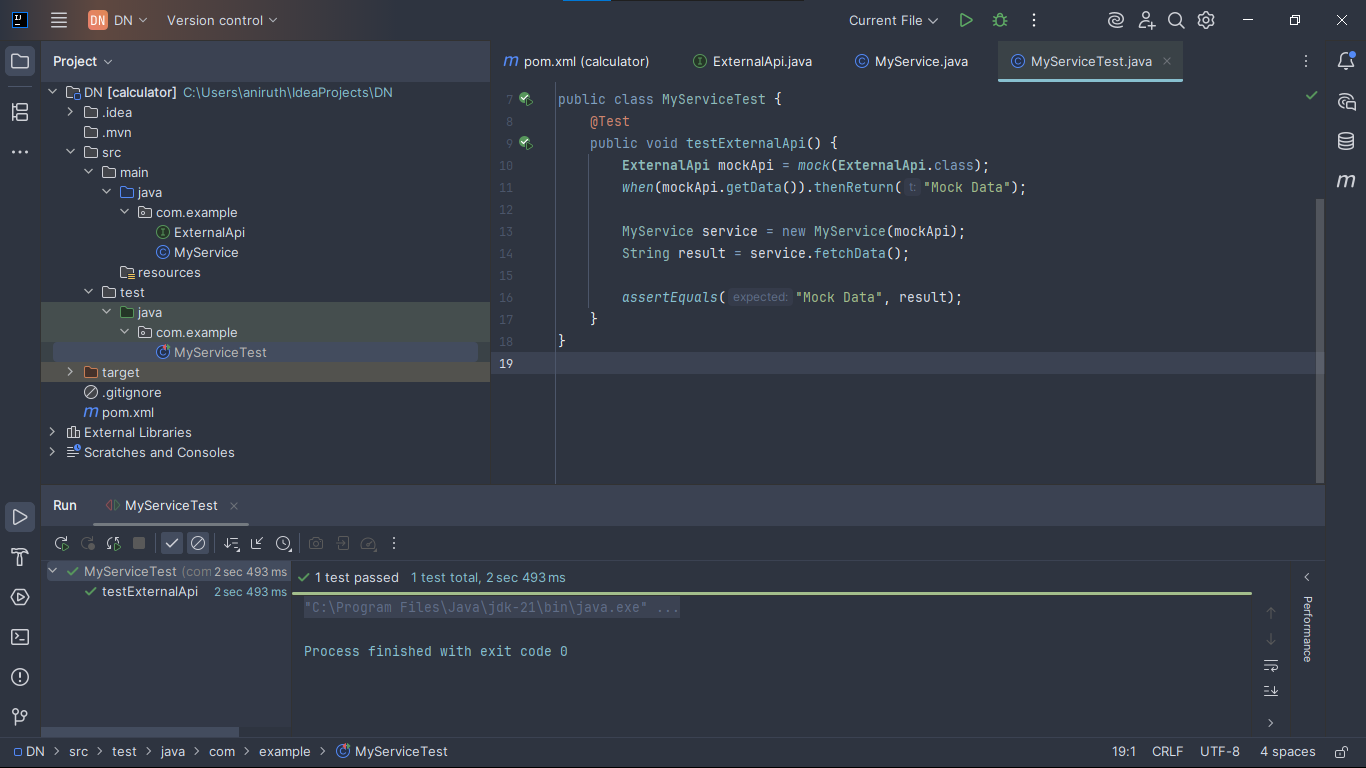 DN DN Version control Current File
Project
pom.xml (calculator) ExternalApi.java MyService.java MyServiceTest.java
DN [calculator] C:\Users\aniruth\IdeaProjects\DN
.idea
.mvn
src
main
java
com.example
ExternalApi
MyService
resources
test
java
com.example
MyServiceTest
target
.gitignore
pom.xml
External Libraries
Scratches and Consoles
7 public class MyServiceTest {
8 @Test
9 public void testExternalApi() {
10 ExternalApi mockApi = mock(ExternalApi.class);
11 when(mockApi.getData()).thenReturn( t: "Mock Data");
12
13 MyService service = new MyService(mockApi);
14 String result = service.fetchData();
15
16 assertEquals( expected: "Mock Data", result);
17 }
18 }
19
Run MyServiceTest
MyServiceTest (com 2 sec 493 ms
testExternalApi 2 sec 493 ms
1 test passed 1 test total, 2 sec 493 ms
"C:\Program Files\Java\jdk-21\bin\java.exe" ...
Process finished with exit code 0
Performance
DN > src > test > java > com > example > MyServiceTest
19:1 CRLF UTF-8 4 spaces